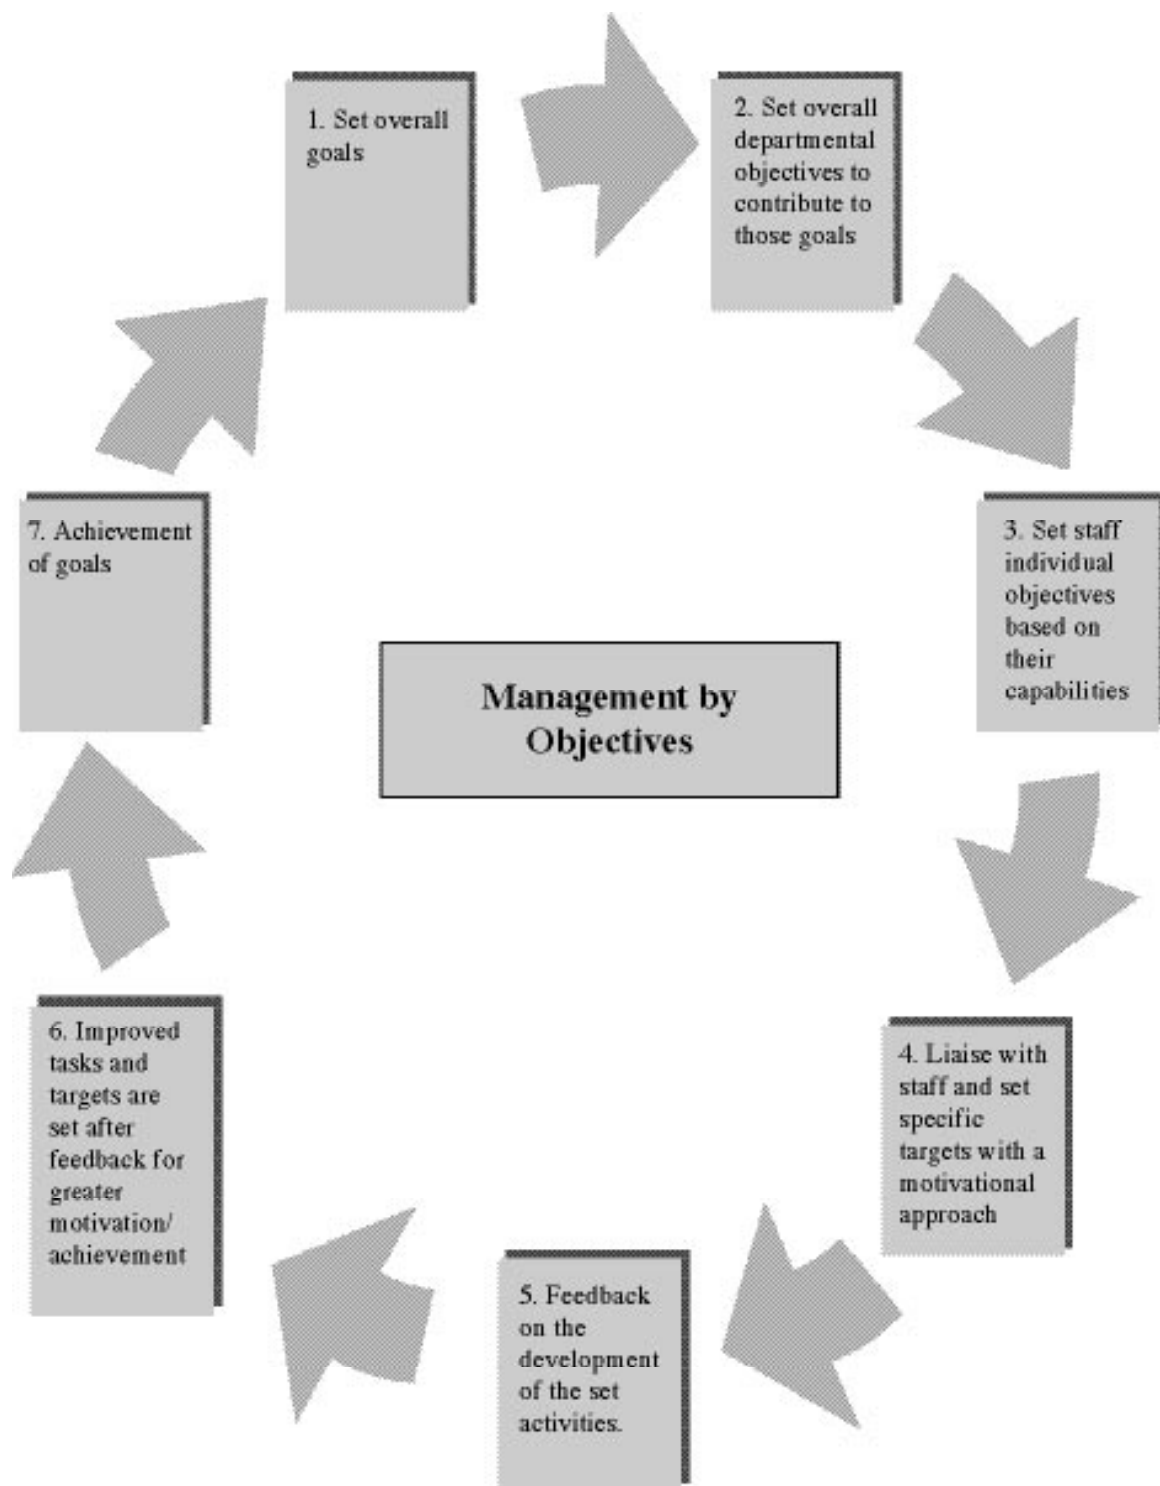 1. Set overall
goals
2. Set overall
departmental
objectives to
contribute to
those goals
3. Set staff
individual
objectives
based on
their
capabilities
4. Liaise with
staff and set
specific
targets with a
motivational
approach
5. Feedback
on the
development
of the set
activities.
6. Improved
tasks and
targets are
set after
feedback for
greater
motivation/
achievement
7. Achievement
of goals
Management by
Objectives